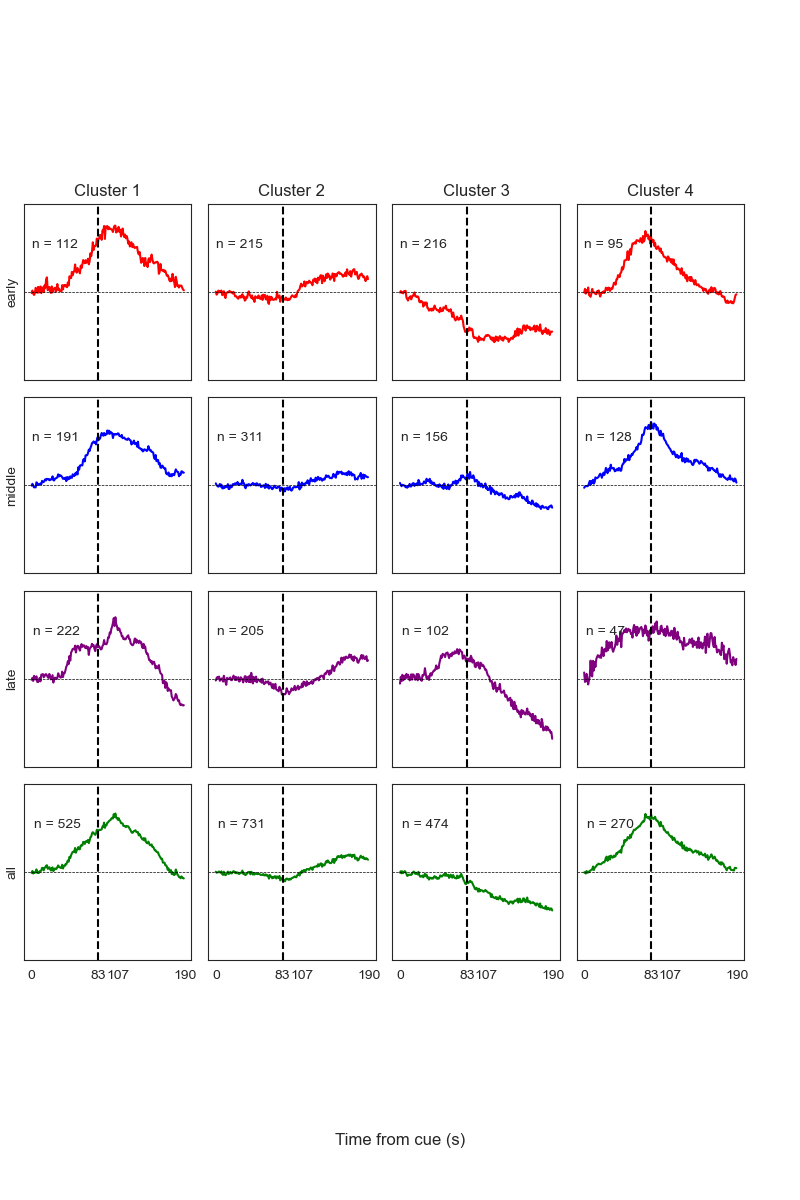 Cluster 1 Cluster 2 Cluster 3 Cluster 4
early
n = 112 n = 215 n = 216 n = 95
middle
n = 191 n = 311 n = 156 n = 128
late
n = 222 n = 205 n = 102 n = 47
all
n = 525 n = 731 n = 474 n = 270
0 83 107 190 0 83 107 190 0 83 107 190 0 83 107 190
Time from cue (s)